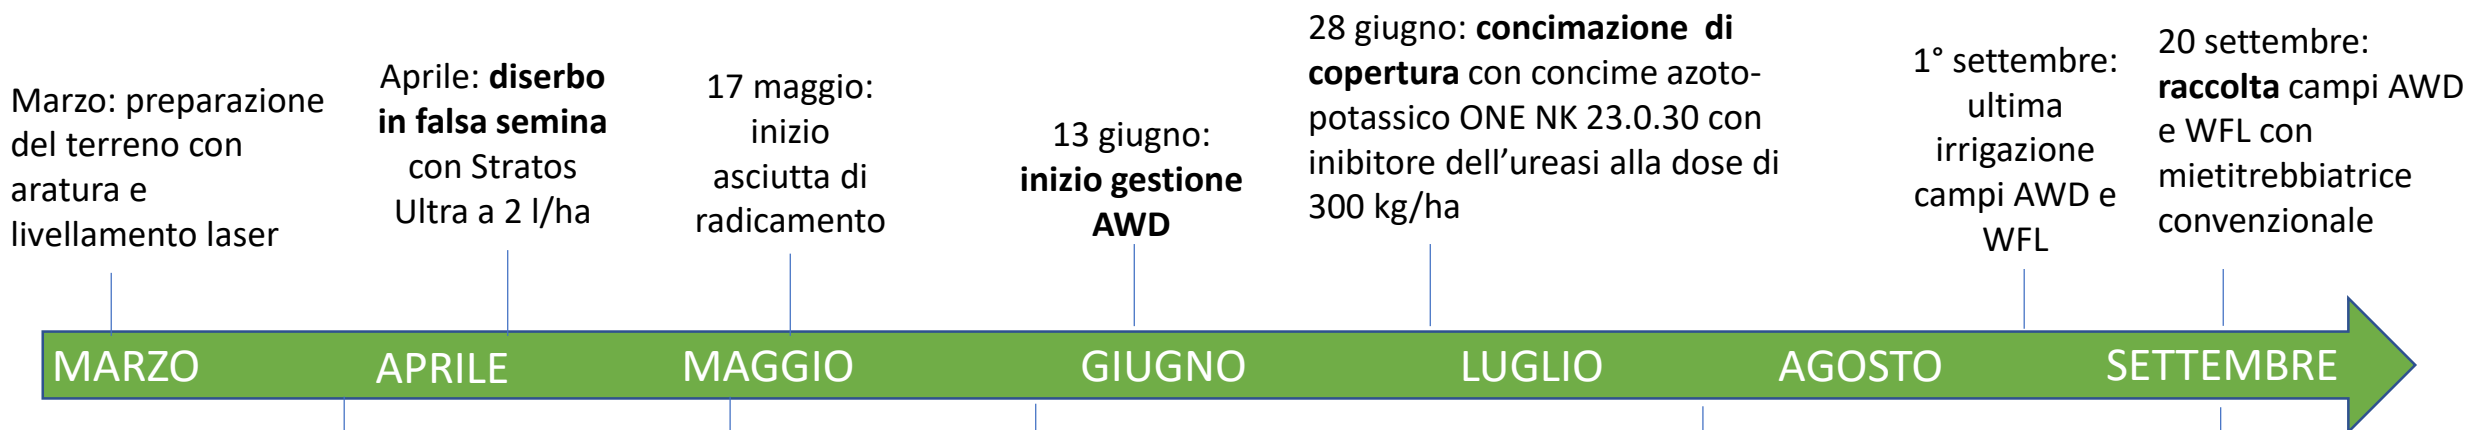 Marzo: preparazione
del terreno con
aratura e
livellamento laser
Aprile: diserbo
in falsa semina
con Stratos
Ultra a 2 l/ha
17 maggio:
inizio
asciutta di
radicamento
13 giugno:
inizio gestione
AWD
28 giugno: concimazione di
copertura con concime azoto-
potassico ONE NK 23.0.30 con
inibitore dell’ureasi alla dose di
300 kg/ha
1° settembre:
ultima
irrigazione
campi AWD e
WFL
20 settembre:
raccolta campi AWD
e WFL con
mietitrebbiatrice
convenzionale
MARZO APRILE MAGGIO GIUGNO LUGLIO AGOSTO SETTEMBRE